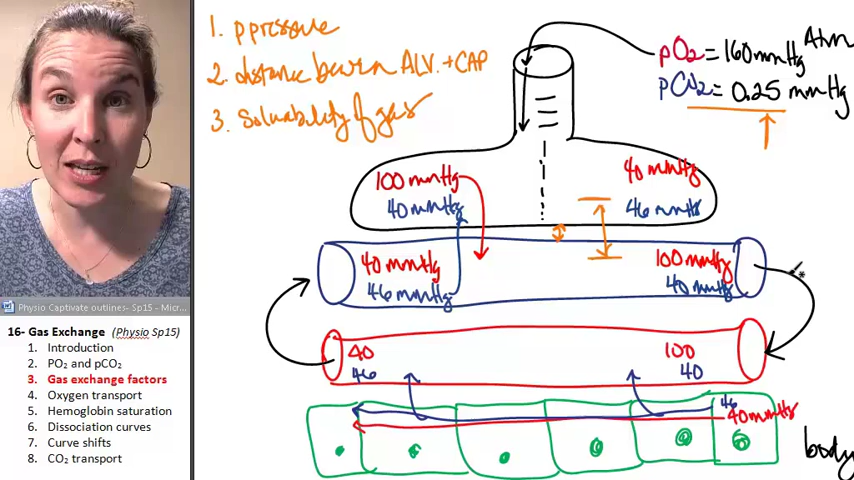 1. ppressure
2. distance betwn ALV. + CAP
3. Solubility of gas
pO2 = 160 mmHg Atm
pCO2 = 0.25 mmHg
100 mmHg
40 mmHg
40 mmHg
46 mmHg
40 mmHg
46 mmHg
100 mmHg
40 mmHg
40
46
100
40
46
40 mmHg
body
Physio Captivate outlines- Sp15 - Micr...
16- Gas Exchange (Physio Sp15)
1. Introduction
2. PO2 and pCO2
3. Gas exchange factors
4. Oxygen transport
5. Hemoglobin saturation
6. Dissociation curves
7. Curve shifts
8. CO2 transport